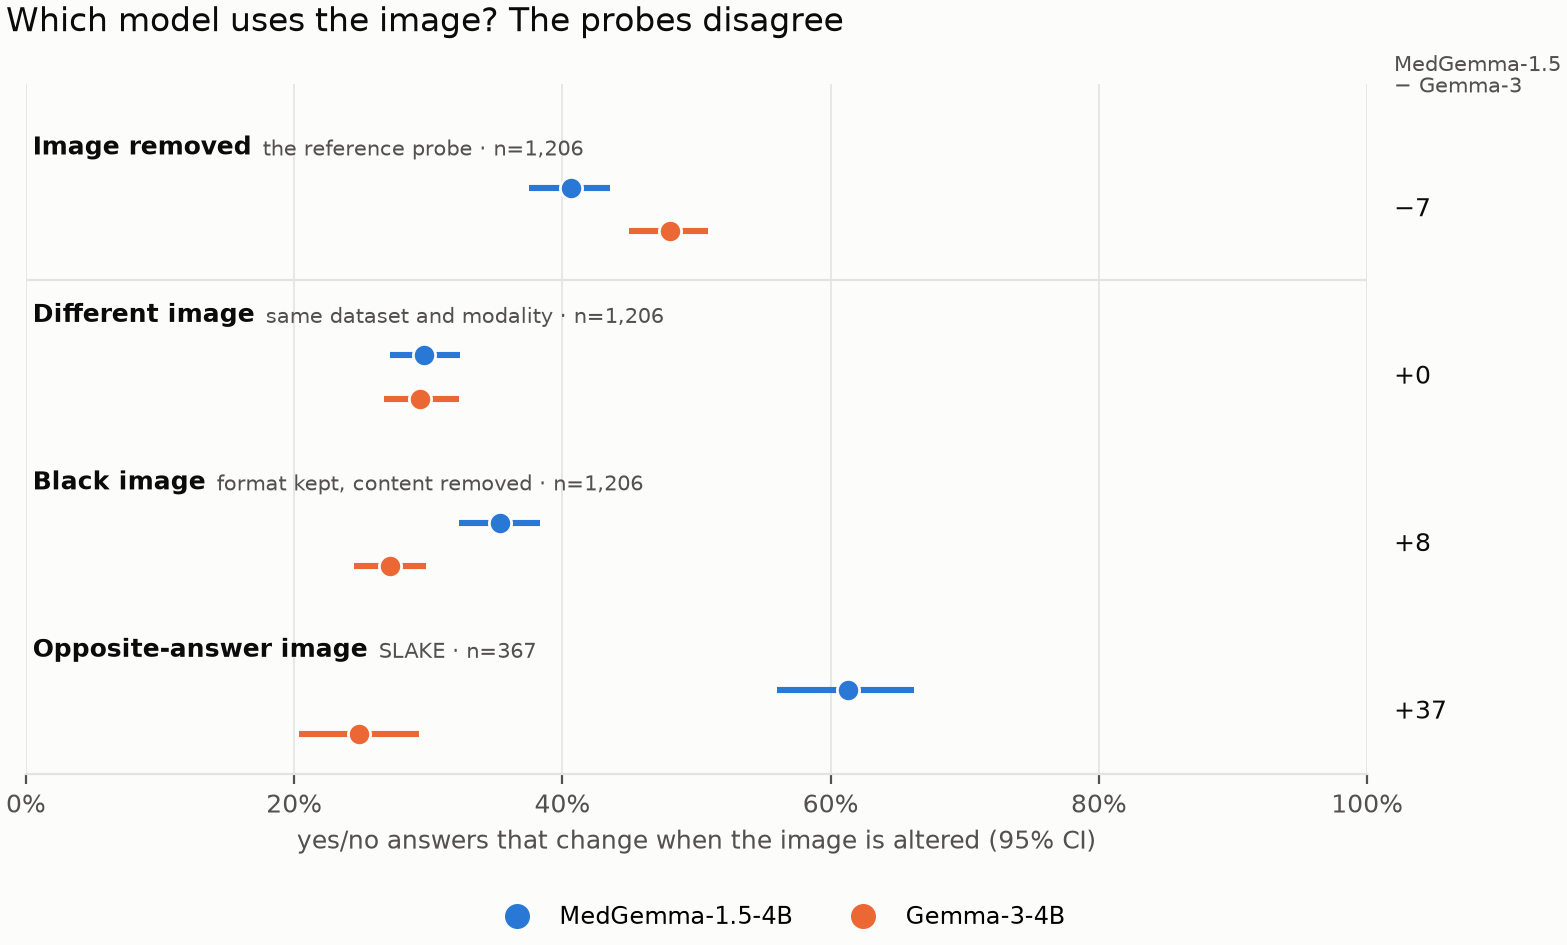 Which model uses the image? The probes disagree
MedGemma-1.5
− Gemma-3
Image removed the reference probe · n=1,206
−7
Different image same dataset and modality · n=1,206
+0
Black image format kept, content removed · n=1,206
+8
Opposite-answer image SLAKE · n=367
+37
0% 20% 40% 60% 80% 100%
yes/no answers that change when the image is altered (95% CI)
MedGemma-1.5-4B Gemma-3-4B